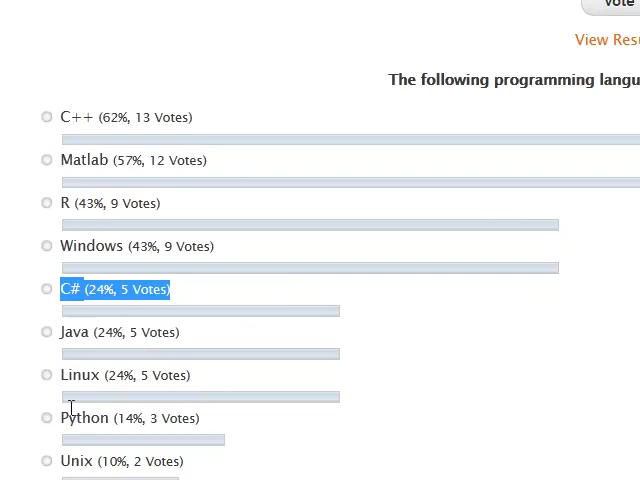 Vote
View Resu
The following programming langu
C++ (62%, 13 Votes)
Matlab (57%, 12 Votes)
R (43%, 9 Votes)
Windows (43%, 9 Votes)
C# (24%, 5 Votes)
Java (24%, 5 Votes)
Linux (24%, 5 Votes)
Python (14%, 3 Votes)
Unix (10%, 2 Votes)